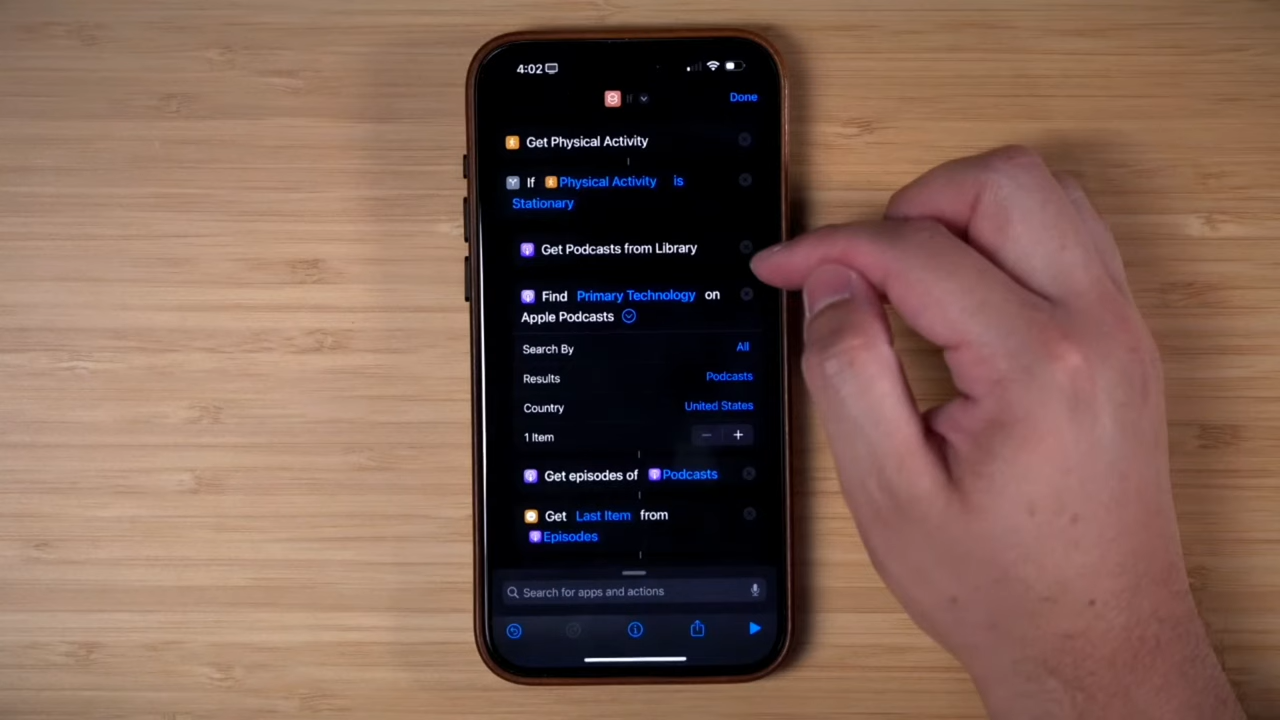 4:02
If
Done
Get Physical Activity
If Physical Activity is
Stationary
Get Podcasts from Library
Find Primary Technology on
Apple Podcasts
Search By All
Results Podcasts
Country United States
1 Item − +
Get episodes of Podcasts
Get Last Item from
Episodes
Search for apps and actions